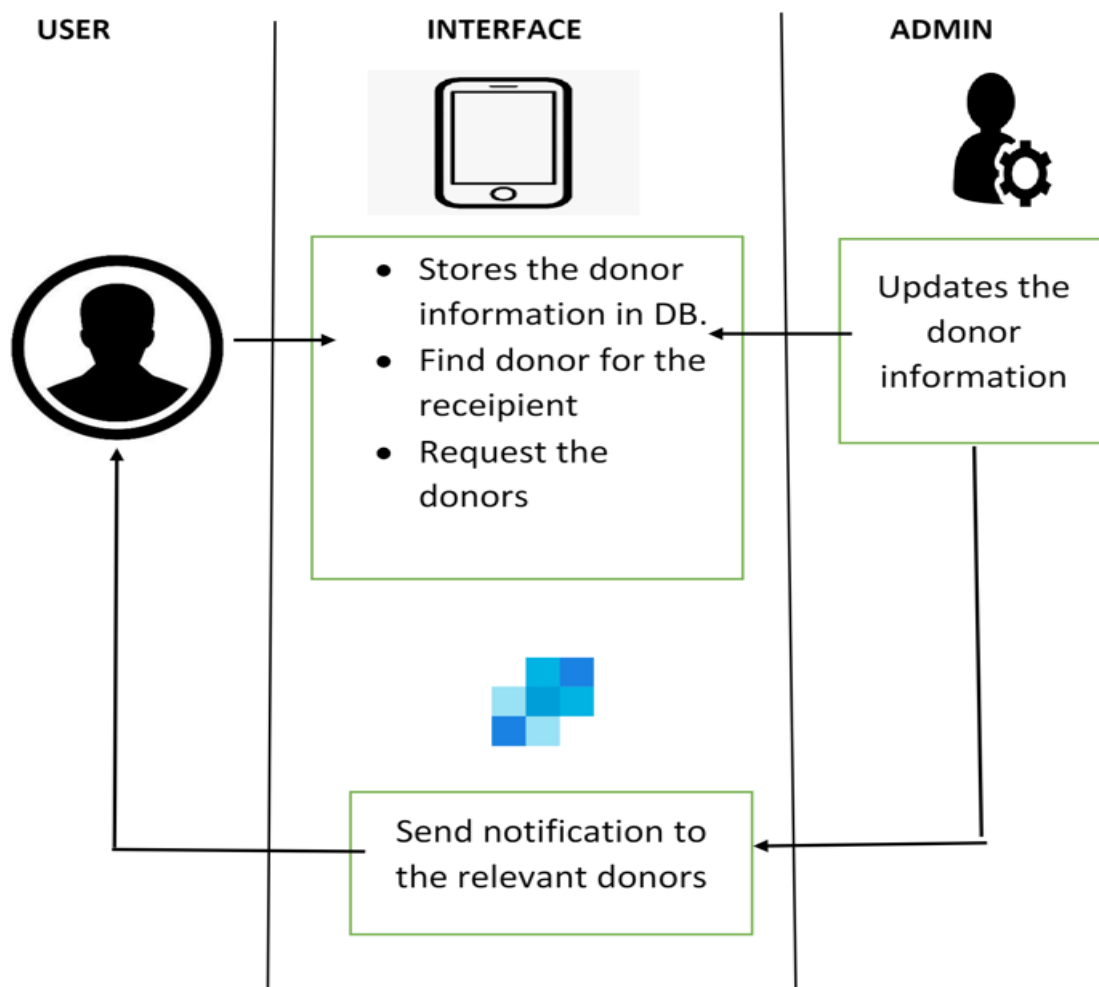 USER
INTERFACE
ADMIN
• Stores the donor
information in DB.
• Find donor for the
receipient
• Request the
donors
Updates the
donor
information
Send notification to
the relevant donors